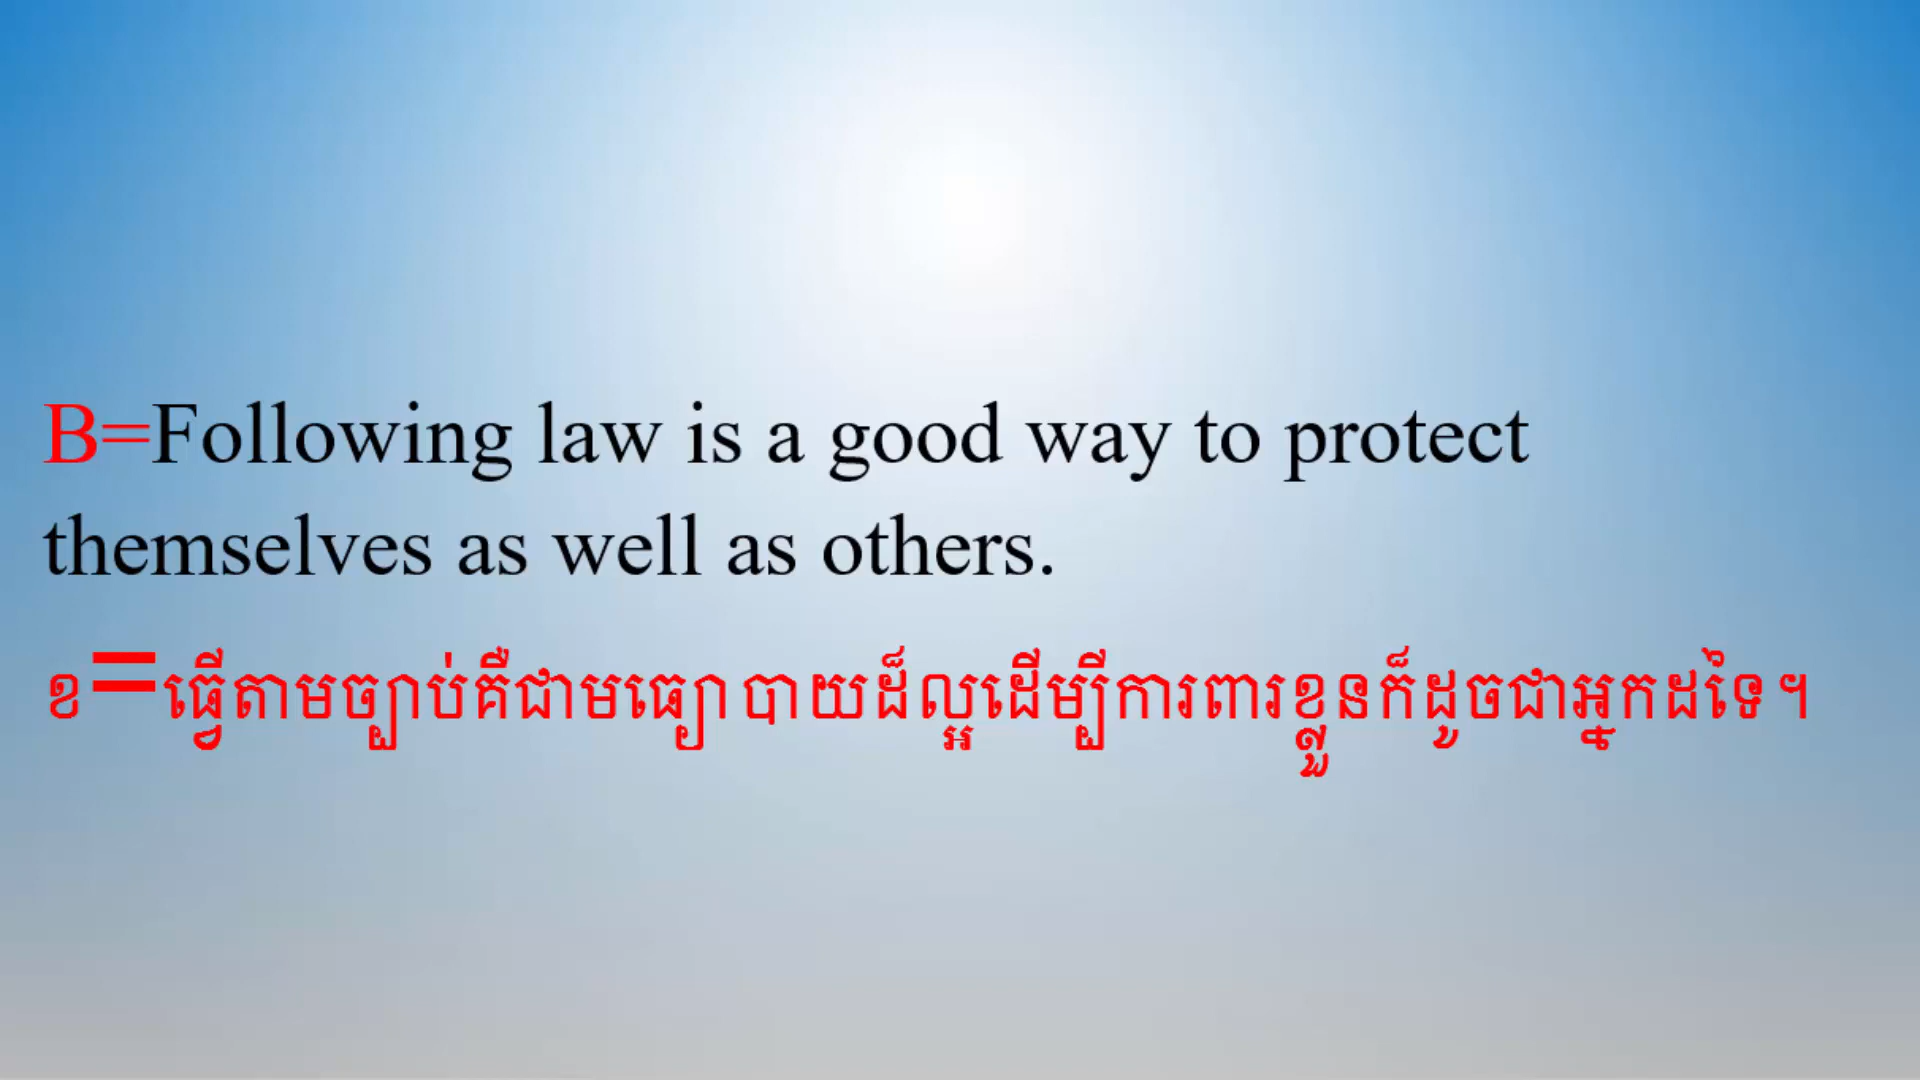 B=Following law is a good way to protect
themselves as well as others.
ខ=ធ្វើតាមច្បាប់គឺជាមធ្យោបាយដ៏ល្អដើម្បីការពារខ្លួនក៏ដូចជាអ្នកដទៃ។